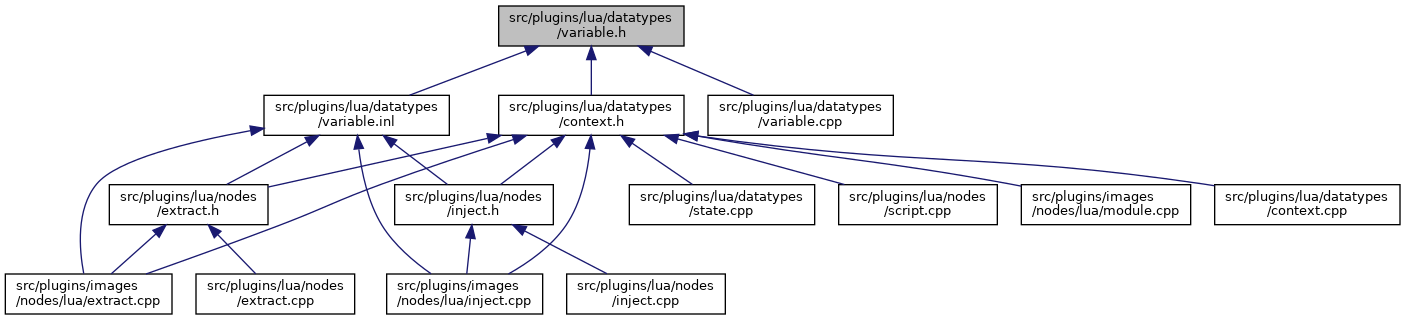 src/plugins/lua/datatypes
/variable.h
src/plugins/lua/datatypes
/variable.inl
src/plugins/lua/datatypes
/context.h
src/plugins/lua/datatypes
/variable.cpp
src/plugins/lua/nodes
/extract.h
src/plugins/lua/nodes
/inject.h
src/plugins/lua/datatypes
/state.cpp
src/plugins/lua/nodes
/script.cpp
src/plugins/images
/nodes/lua/module.cpp
src/plugins/lua/datatypes
/context.cpp
src/plugins/images
/nodes/lua/extract.cpp
src/plugins/lua/nodes
/extract.cpp
src/plugins/images
/nodes/lua/inject.cpp
src/plugins/lua/nodes
/inject.cpp